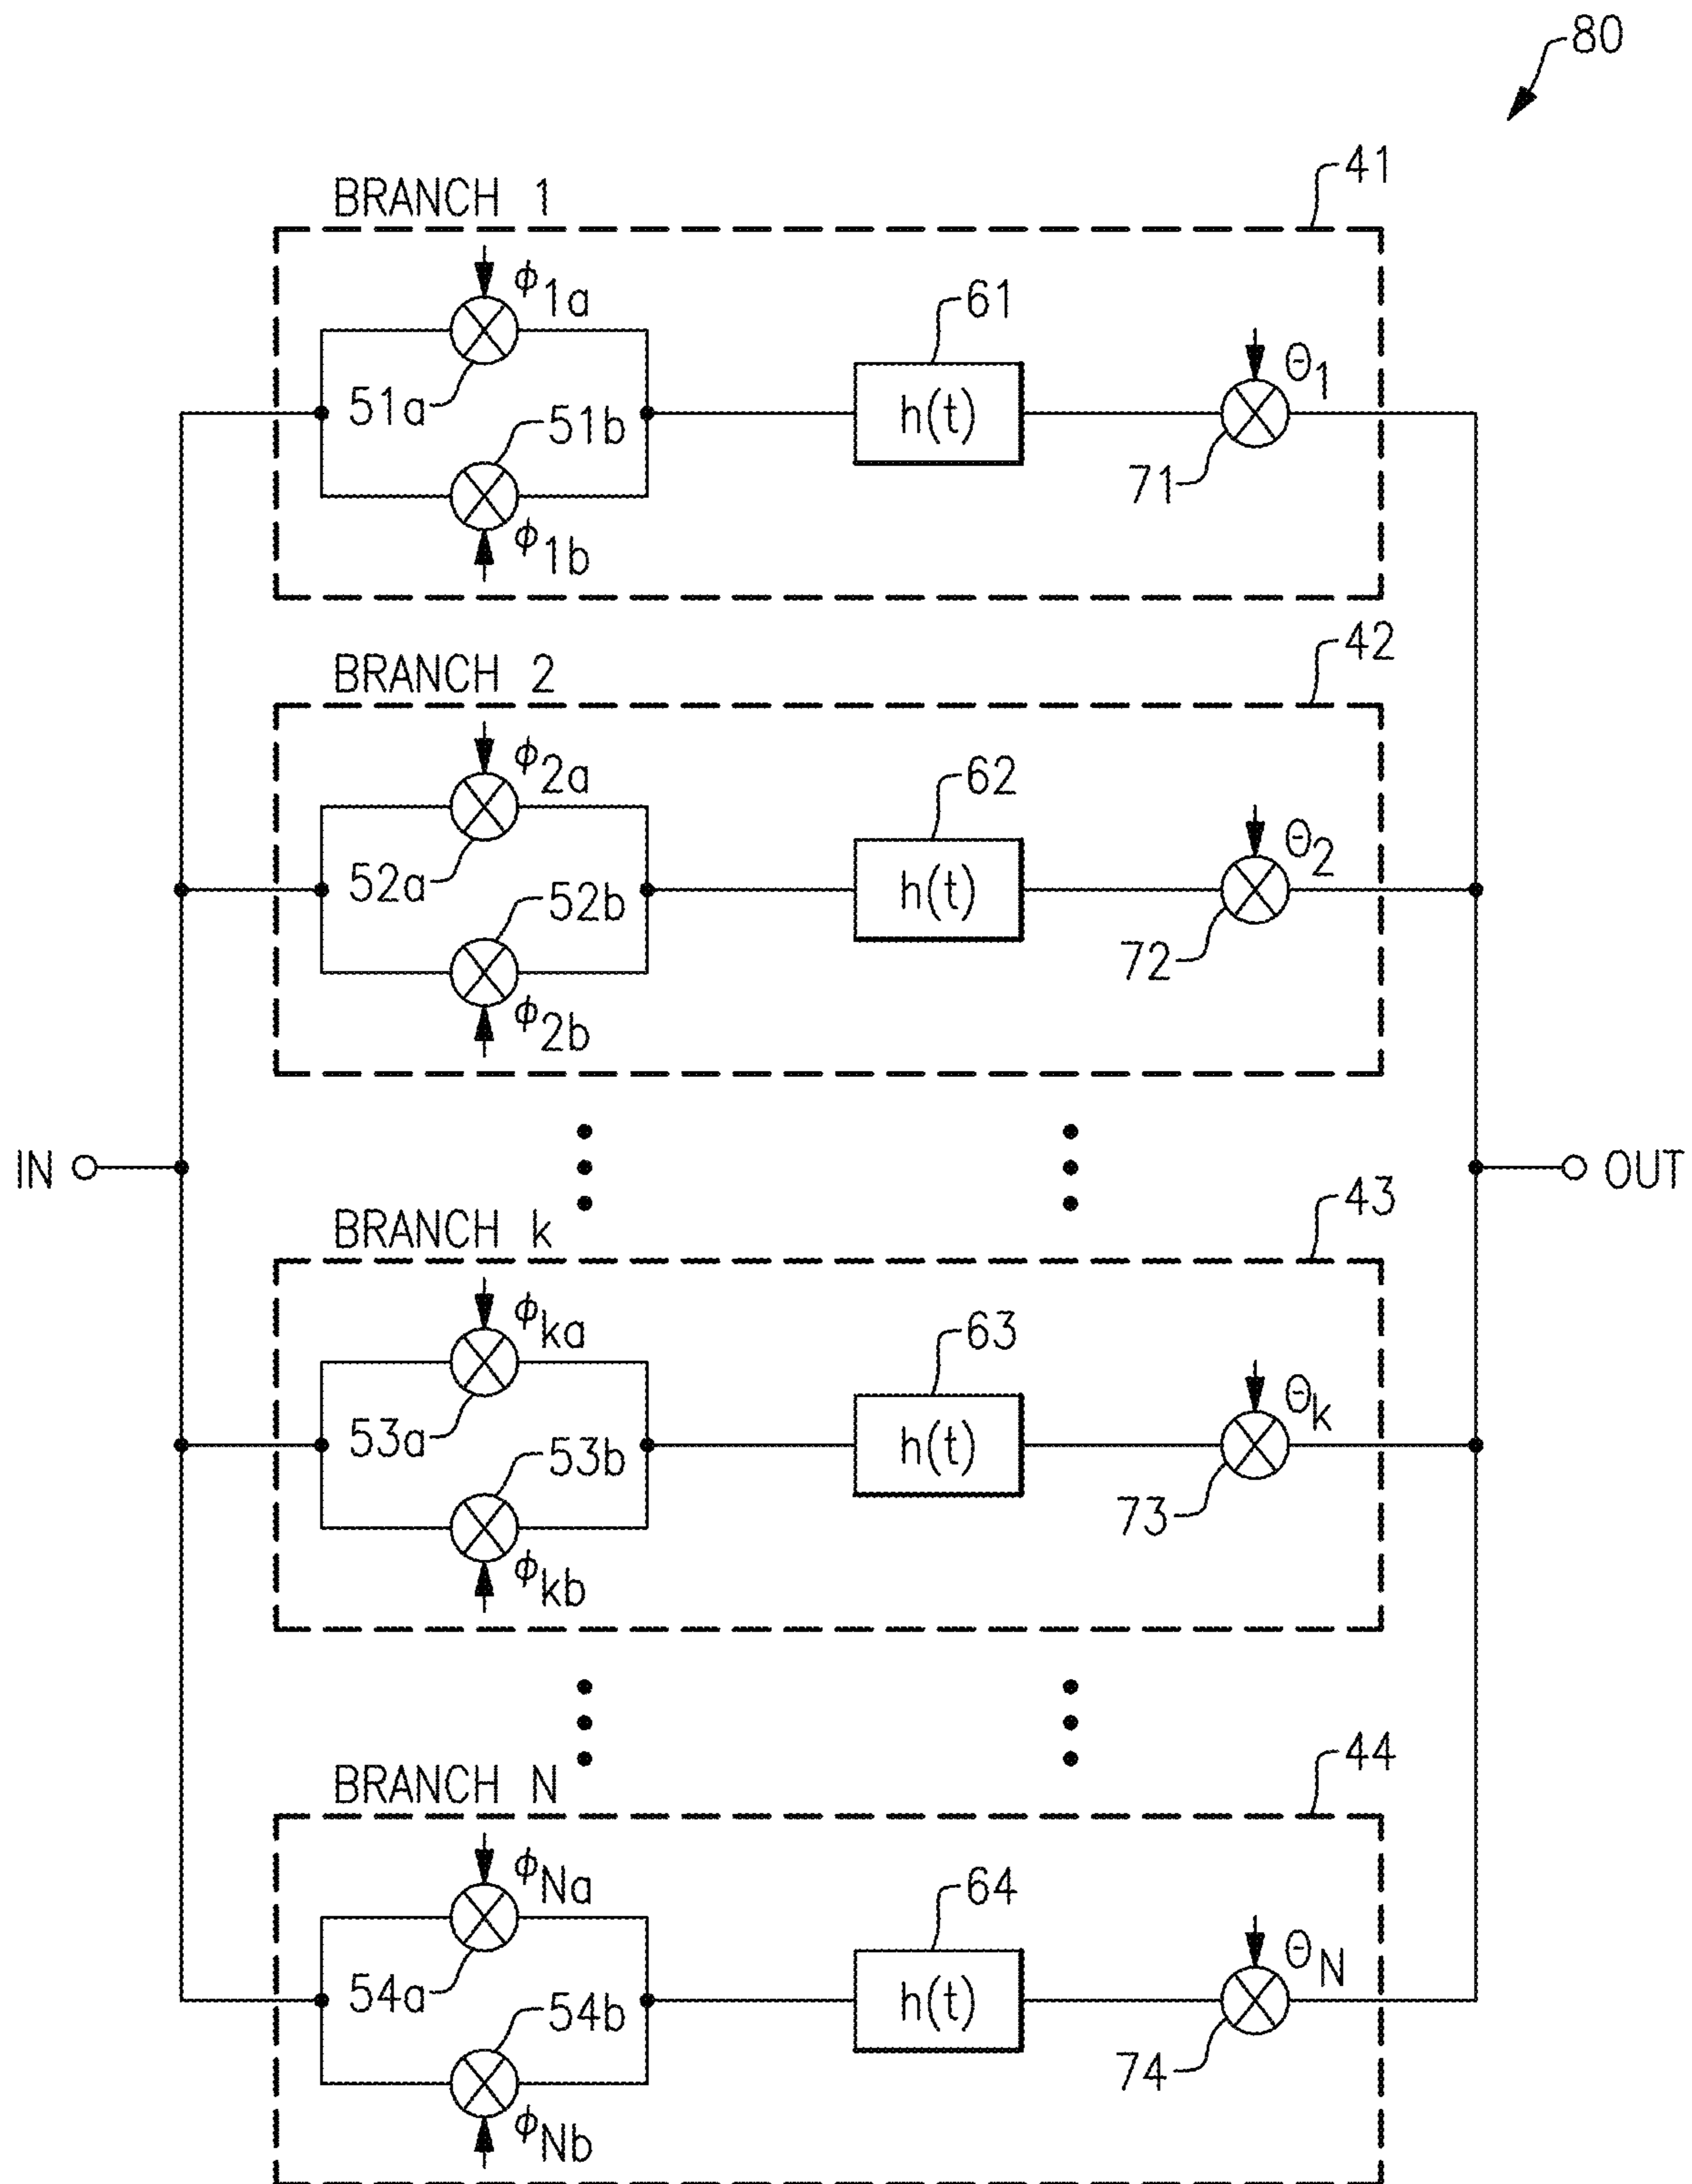 80
BRANCH 1
41
ϕ1a
61
θ1
51a
51b
h(t)
71
ϕ1b
BRANCH 2
42
ϕ2a
62
θ2
52a
52b
h(t)
72
ϕ2b
IN
OUT
BRANCH k
43
ϕka
63
θk
53a
53b
h(t)
73
ϕkb
BRANCH N
44
ϕNa
64
θN
54a
54b
h(t)
74
ϕNb